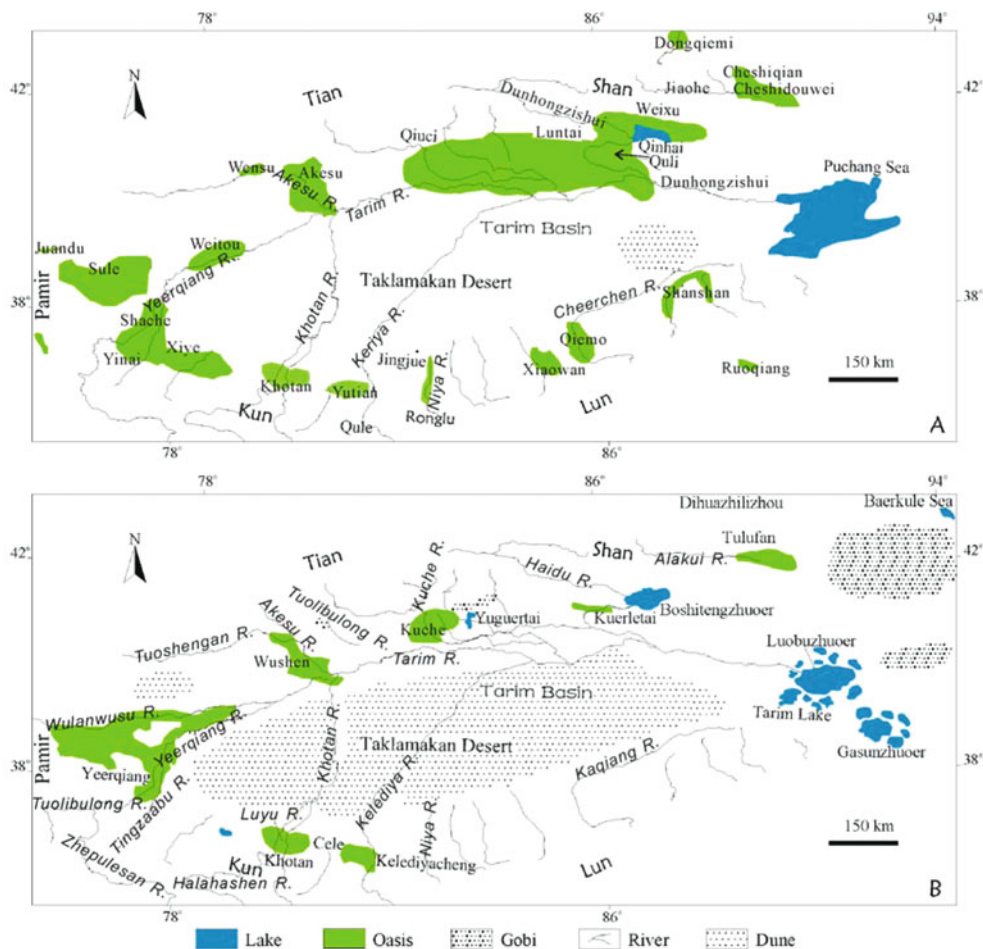 78°
86°
94°
Dongqiemi
N
42°
42°
Tian
Shan
Cheshiqian
Jiaohe
Cheshidouwei
Dunhongzishui
Weixu
Qiuci
Luntai
Qinhai
Quli
Wensu
Akesu
Akesu R.
Dunhongzishui
Puchang Sea
Tarim R.
Tarim Basin
Juandu
Weitou
Sule
Yeerqiang R.
Taklamakan Desert
Cheerchen R.
Shanshan
38°
38°
Pamir
Khotan R.
Keriya R.
Shache
Qiemo
Yinai
Xiye
Jingjue
Niya R.
Xiaowan
Ruoqiang
150 km
Khotan
Yutian
Kun
Qule
Ronglu
Lun
A
78°
86°
78°
86°
94°
Dihuazhilizhou
Baerkule Sea
N
42°
42°
Tian
Shan
Tulufan
Alakul R.
Kuche R.
Haidu R.
Tuolibulong R.
Akesu R.
Yuguertai
Boshitengzhuoer
Kuche
Kuerletai
Tuoshengan R.
Wushen
Tarim R.
Luobuzhuoer
Tarim Basin
Wulanwusu R.
Tarim Lake
Yeerqiang R.
Khotan R.
Taklamakan Desert
Kaqiang R.
Gasunzhuoer
Pamir
38°
38°
Yeerqiang
Tuolibulong R.
Tingzaabu R.
Keledíya R.
Niya R.
Luyu R.
150 km
Cele
Zhepulesan R.
Khotan
Kelediyacheng
Kun
Lun
Halahashen R.
B
78°
86°
Lake
Oasis
Gobi
River
Dune